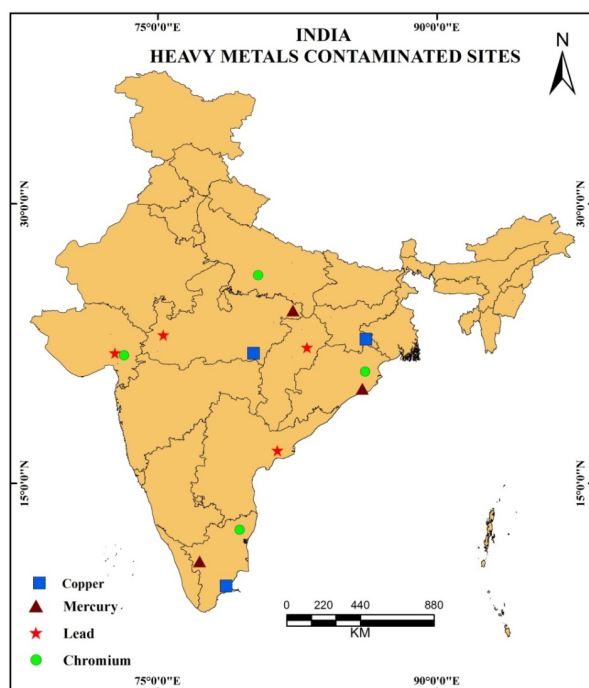 75°0'0"E
90°0'0"E
INDIA
HEAVY METALS CONTAMINATED SITES
N
30°0'0"N
30°0'0"N
15°0'0"N
15°0'0"N
Copper
Mercury
Lead
Chromium
0 220 440 880
KM
75°0'0"E
90°0'0"E